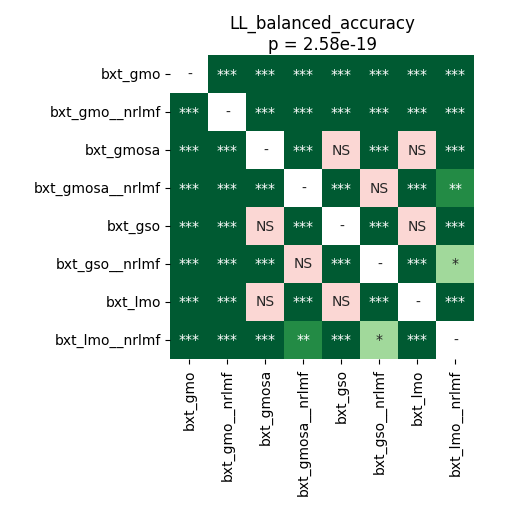 LL_balanced_accuracy
p = 2.58e-19
bxt_gmo - *** *** *** *** *** *** ***
bxt_gmo__nrlmf *** - *** *** *** *** *** ***
bxt_gmosa *** *** - *** NS *** NS ***
bxt_gmosa__nrlmf *** *** *** - *** NS *** **
bxt_gso *** *** NS *** - *** NS ***
bxt_gso__nrlmf *** *** *** NS *** - *** *
bxt_lmo *** *** NS *** NS *** - ***
bxt_lmo__nrlmf *** *** *** ** *** * *** -
bxt_gmo
bxt_gmo__nrlmf
bxt_gmosa
bxt_gmosa__nrlmf
bxt_gso
bxt_gso__nrlmf
bxt_lmo
bxt_lmo__nrlmf